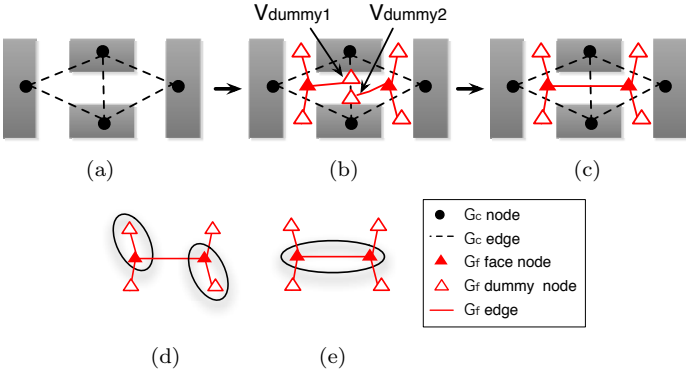 Vdummy1 Vdummy2
(a) (b) (c)
Gc node
Gc edge
Gf face node
Gf dummy node
Gf edge
(d) (e)